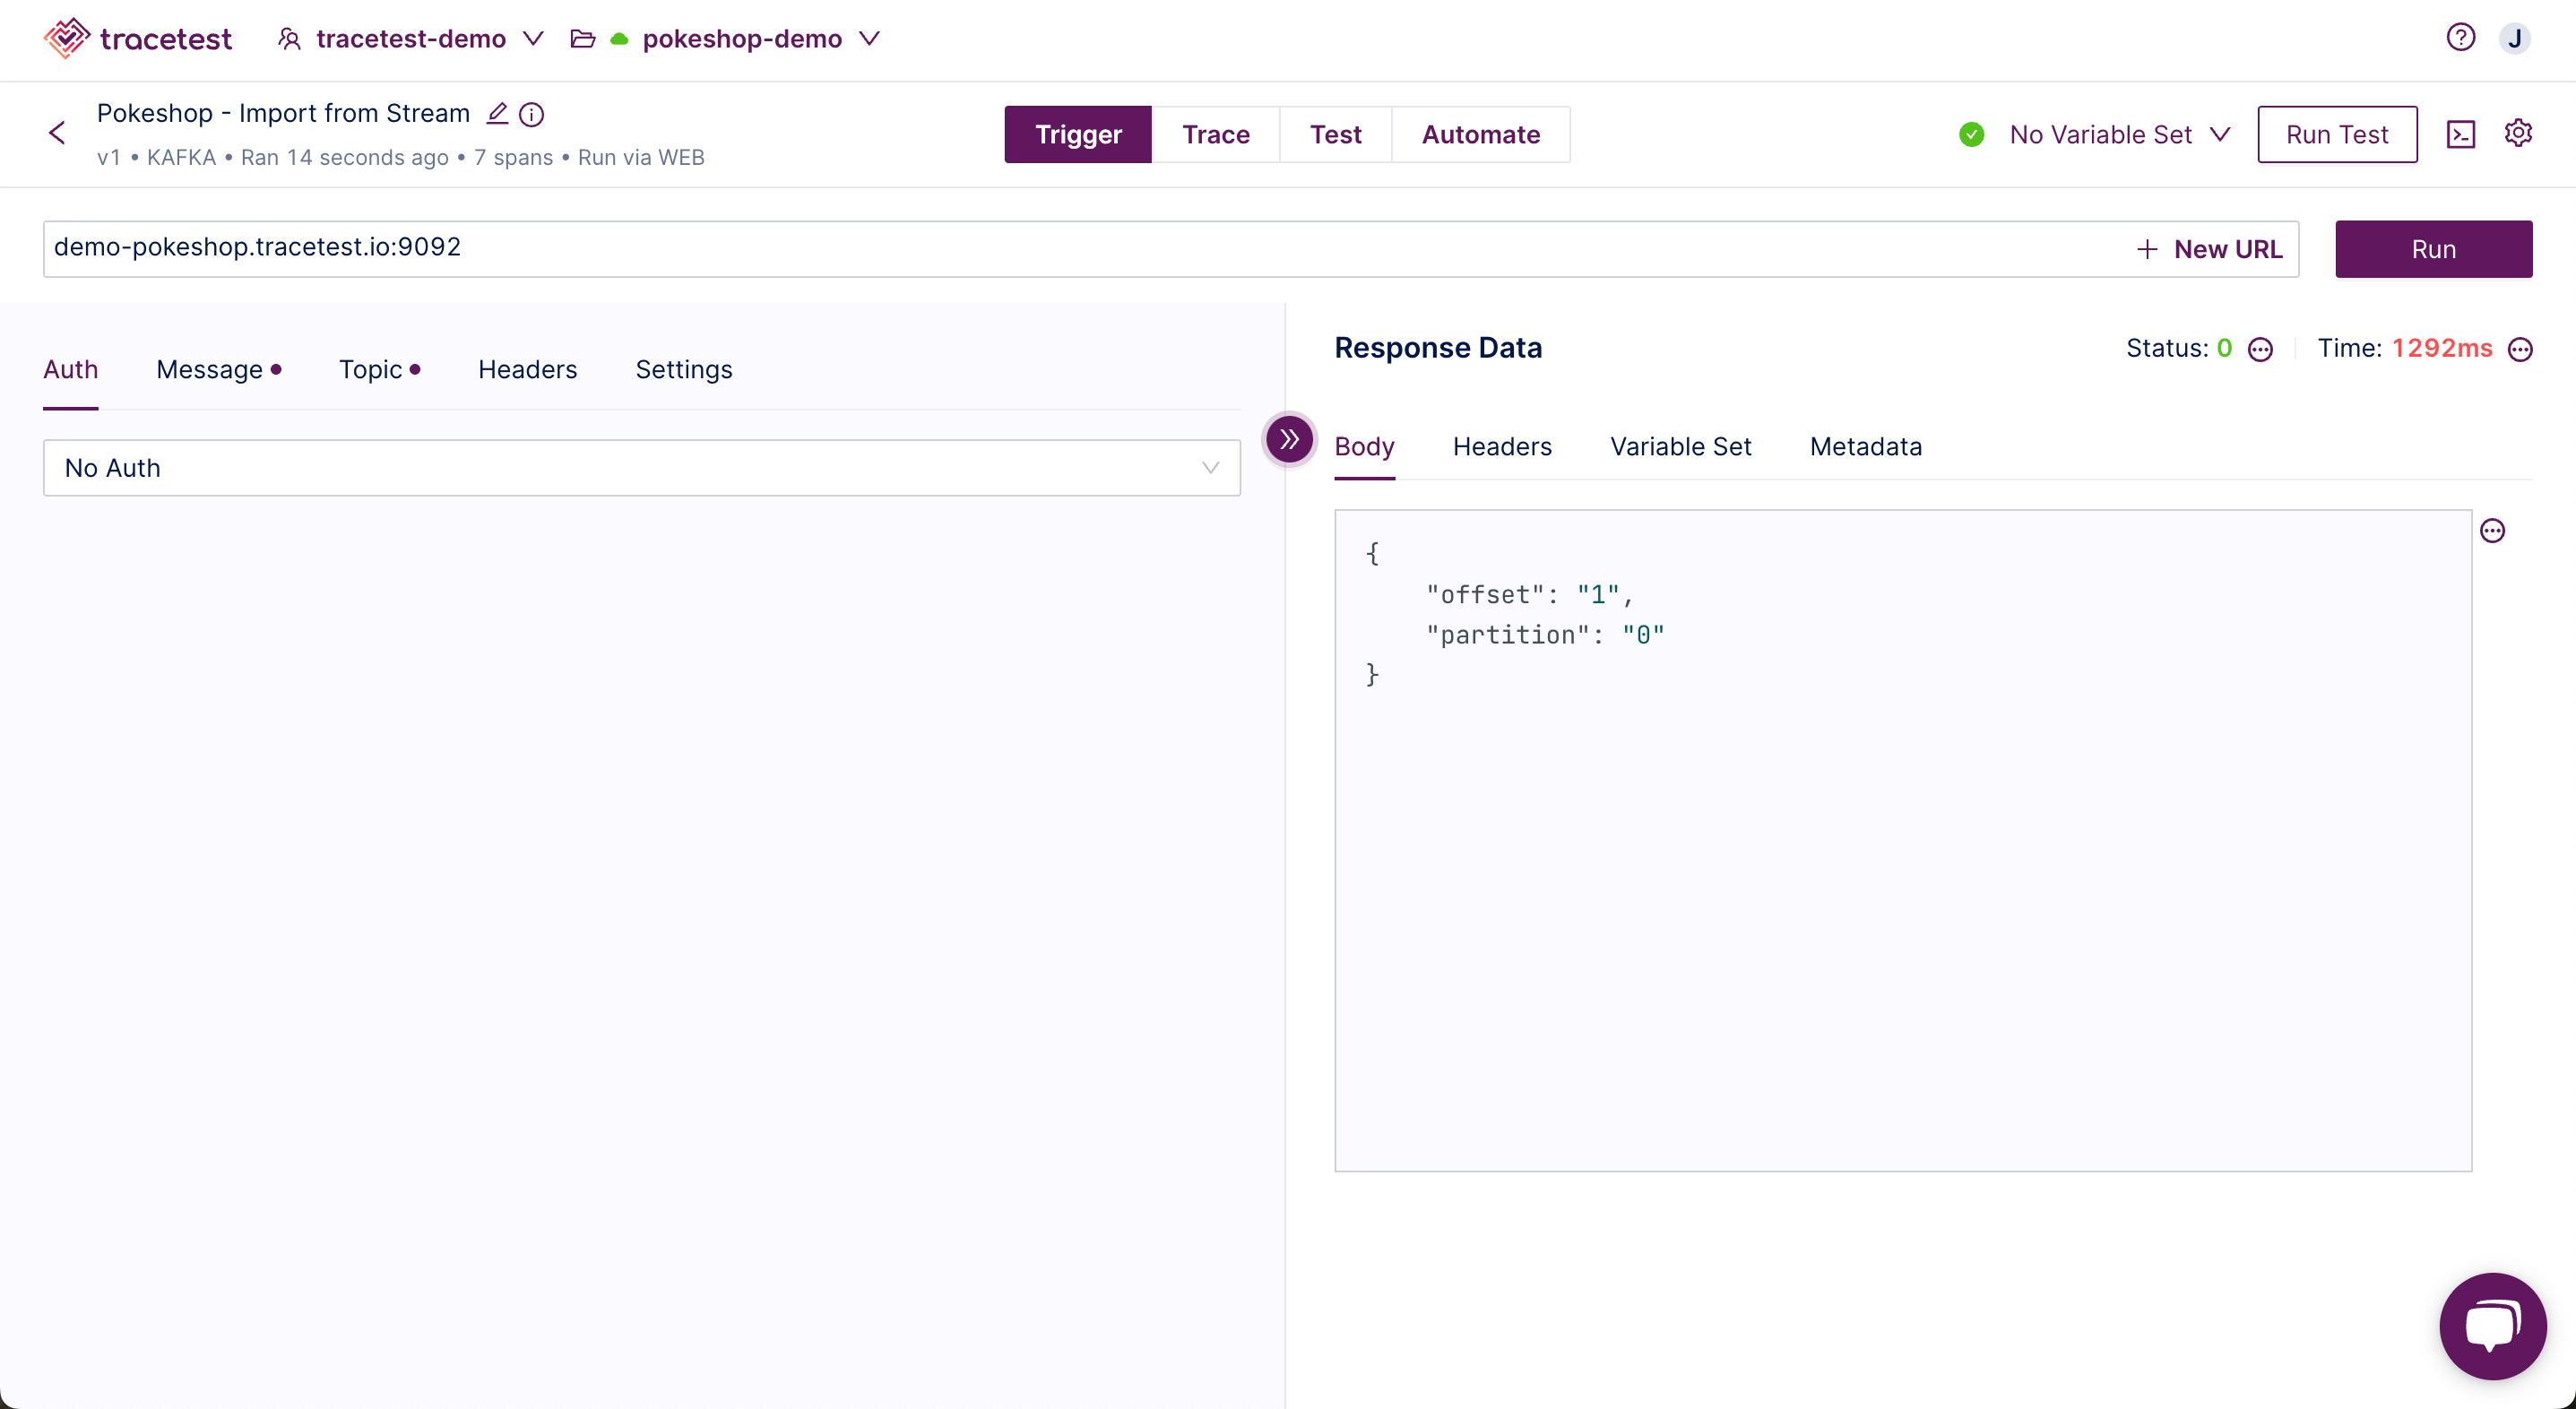 tracetest tracetest-demo pokeshop-demo J
Pokeshop - Import from Stream
v1 • KAFKA • Ran 14 seconds ago • 7 spans • Run via WEB
Trigger Trace Test Automate
No Variable Set Run Test
demo-pokeshop.tracetest.io:9092 + New URL Run
Auth Message Topic Headers Settings
No Auth
Response Data Status: 0 Time: 1292ms
Body Headers Variable Set Metadata
{
"offset": "1",
"partition": "0"
}